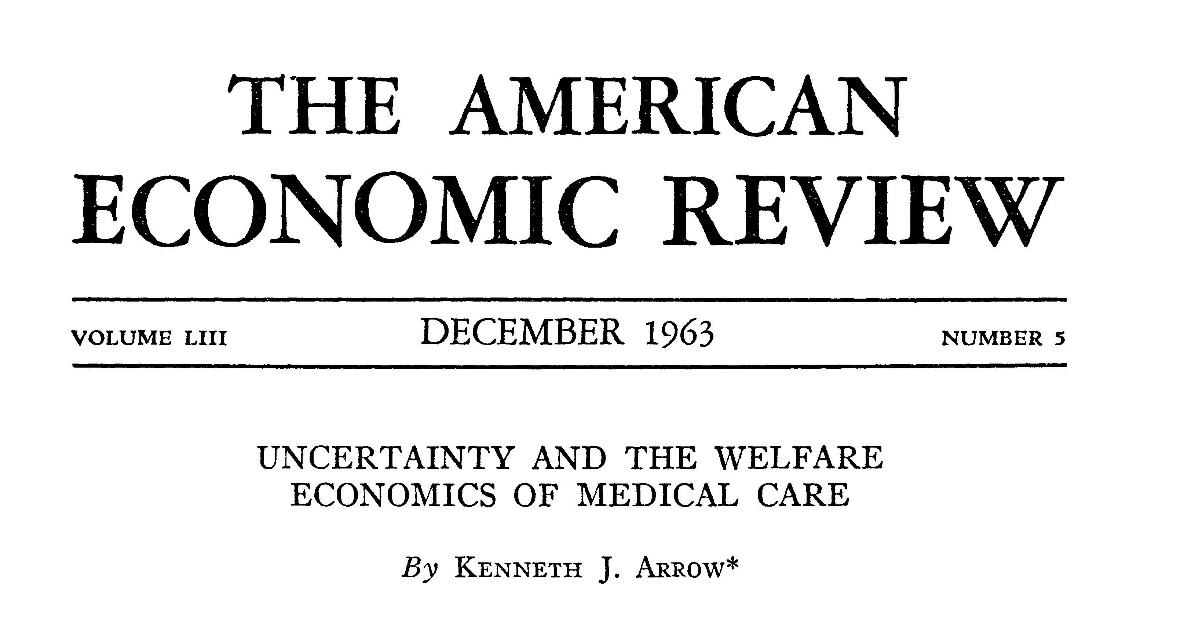 THE AMERICAN
ECONOMIC REVIEW
VOLUME LIII DECEMBER 1963 NUMBER 5
UNCERTAINTY AND THE WELFARE
ECONOMICS OF MEDICAL CARE
By KENNETH J. ARROW*